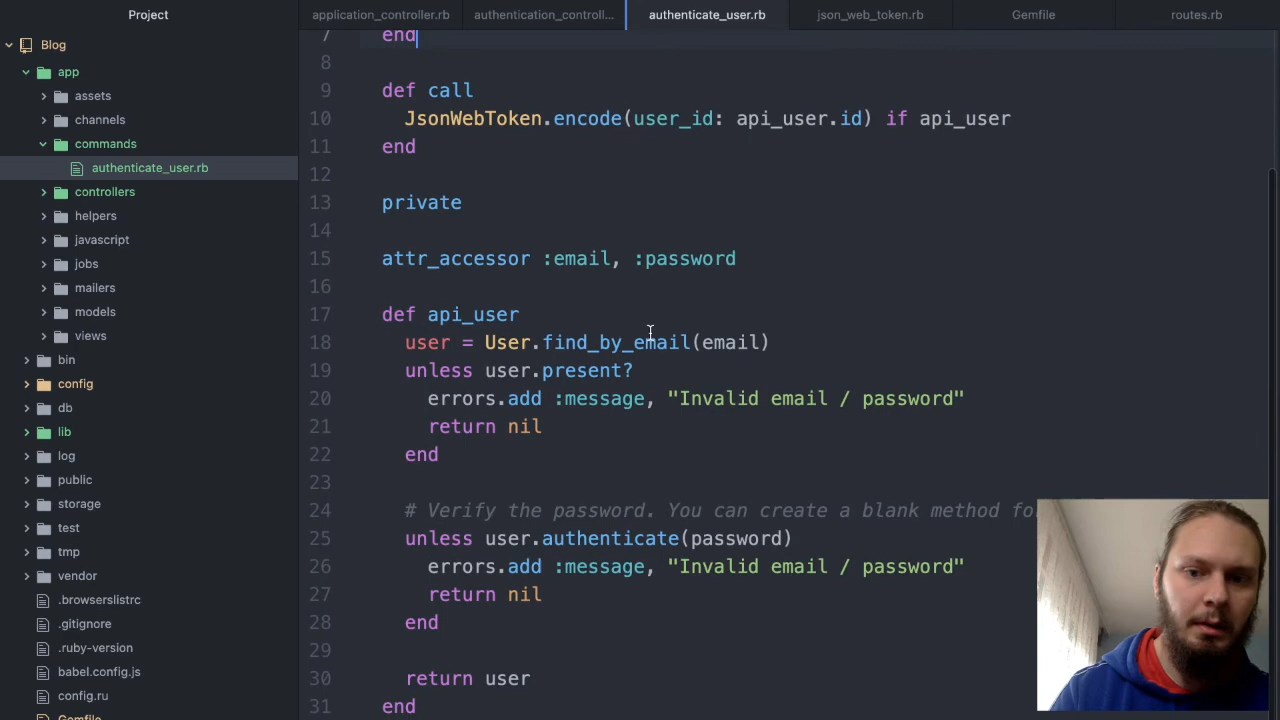 Project
application_controller.rb
authentication_controll...
authenticate_user.rb
json_web_token.rb
Gemfile
routes.rb
Blog
app
assets
channels
commands
authenticate_user.rb
controllers
helpers
javascript
jobs
mailers
models
views
bin
config
db
lib
log
public
storage
test
tmp
vendor
.browserslistrc
.gitignore
.ruby-version
babel.config.js
config.ru
Gemfile
7 end
8
9 def call
10 JsonWebToken.encode(user_id: api_user.id) if api_user
11 end
12
13 private
14
15 attr_accessor :email, :password
16
17 def api_user
18 user = User.find_by_email(email)
19 unless user.present?
20 errors.add :message, "Invalid email / password"
21 return nil
22 end
23
24 # Verify the password. You can create a blank method fo
25 unless user.authenticate(password)
26 errors.add :message, "Invalid email / password"
27 return nil
28 end
29
30 return user
31 end